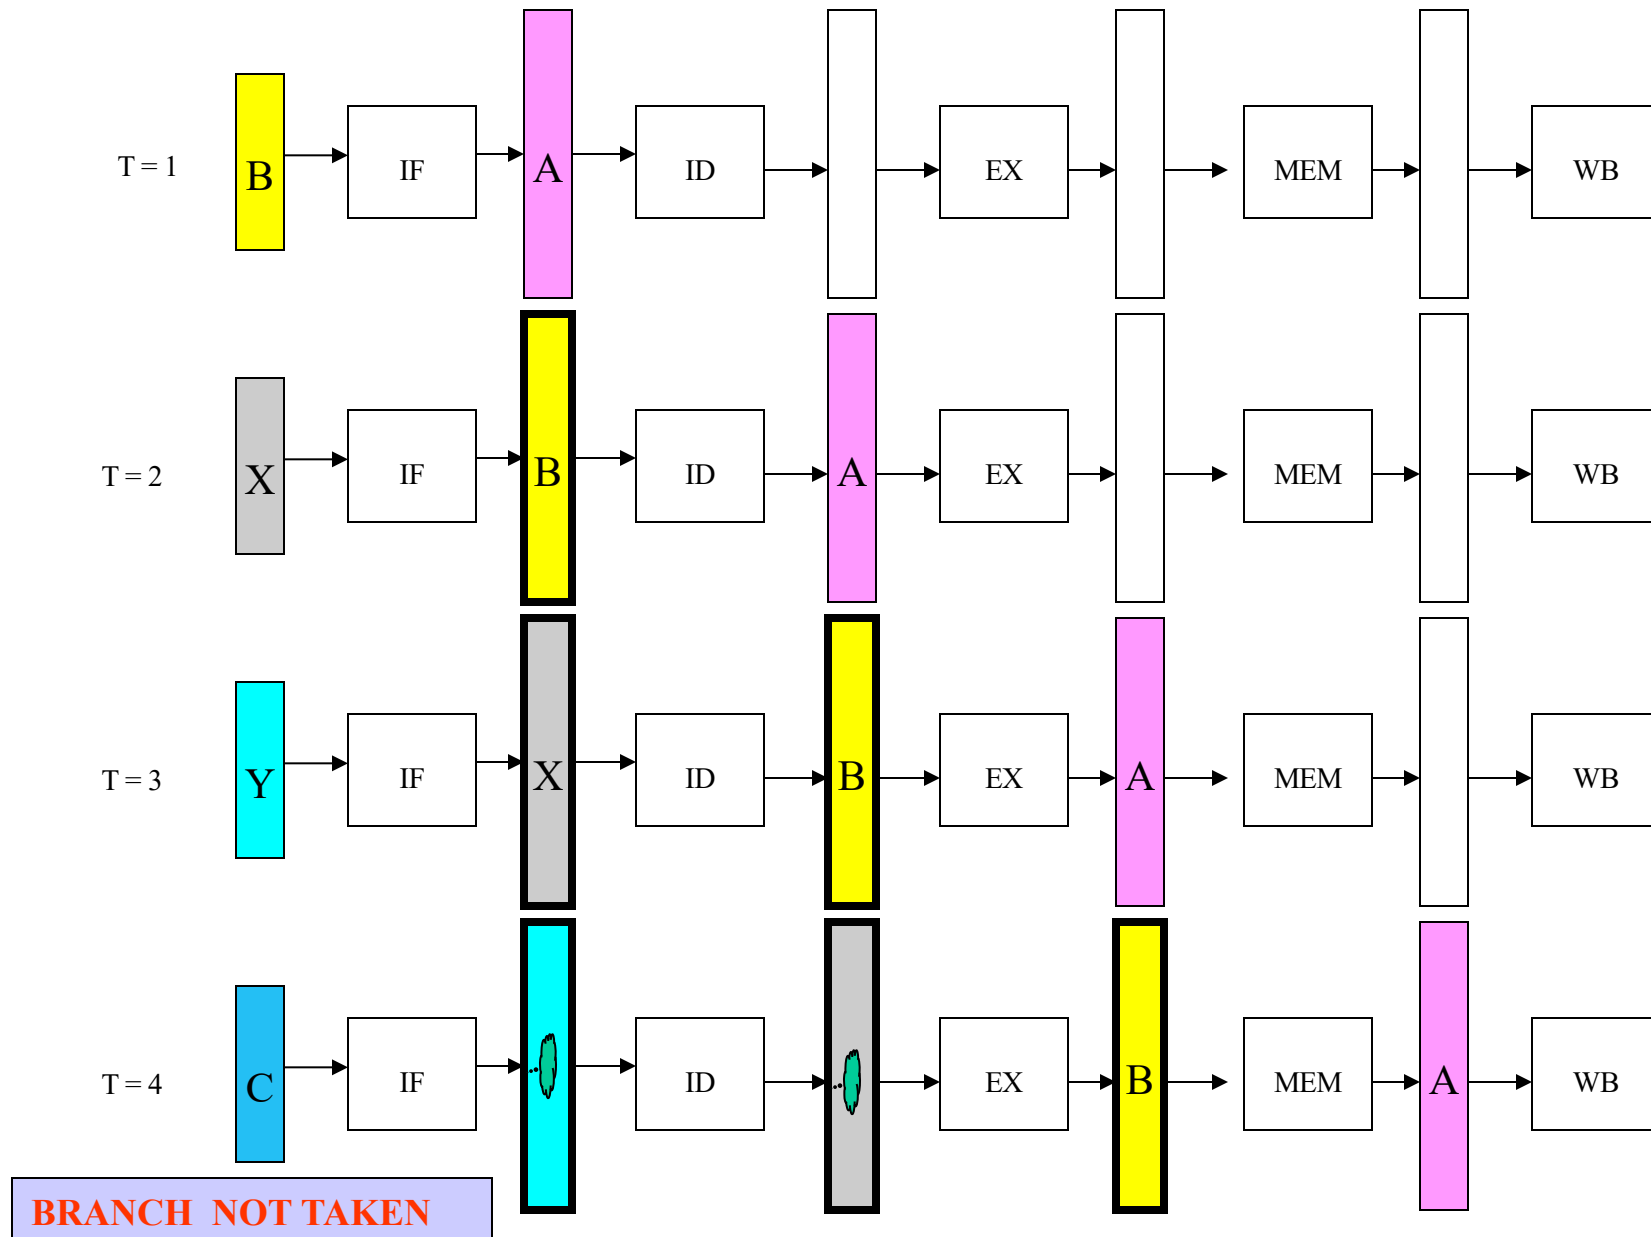 T = 1 B IF A ID EX MEM WB
T = 2 X IF B ID A EX MEM WB
T = 3 Y IF X ID B EX A MEM WB
T = 4 C IF ID EX B MEM A WB
BRANCH NOT TAKEN